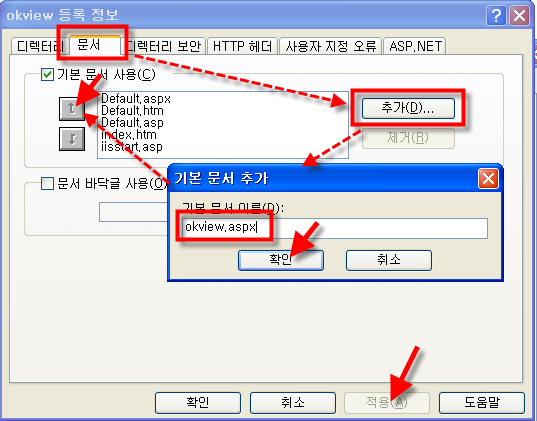 okview 등록 정보
디렉터리 문서 디렉터리 보안 HTTP 헤더 사용자 지정 오류 ASP.NET
기본 문서 사용(C)
Default.aspx
Default.htm
Default.asp
index.htm
iisstart.asp
추가(D)...
제거(R)
문서 바닥글 사용(O)
기본 문서 추가
기본 문서 이름(D):
okview.aspx
확인 취소
확인 취소 적용(A) 도움말